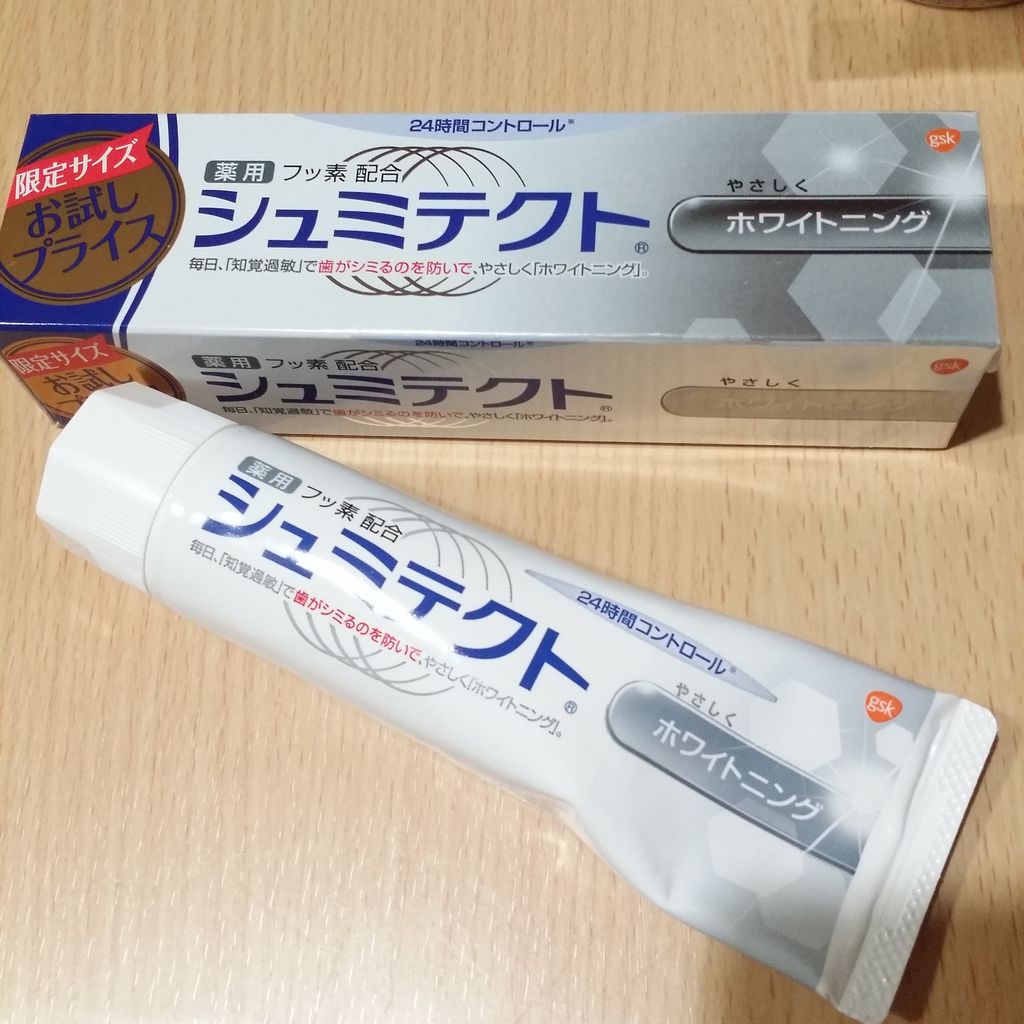 限定サイズ
お試し
プライス
24時間コントロール※
gsk
薬用 フッ素 配合
シュミテクト®
やさしく
ホワイトニング
毎日、「知覚過敏」で歯がシミるのを防いで、やさしく「ホワイトニング」。
限定サイズ
お試し
24時間コントロール※
gsk
薬用 フッ素 配合
シュミテクト®
やさしく
ホワイトニング
毎日、「知覚過敏」で歯がシミるのを防いで、やさしく「ホワイトニング」。
薬用 フッ素 配合
シュミテクト®
毎日、「知覚過敏」で歯がシミるのを防いで、やさしく「ホワイトニング」。
24時間コントロール※
gsk
やさしく
ホワイトニング